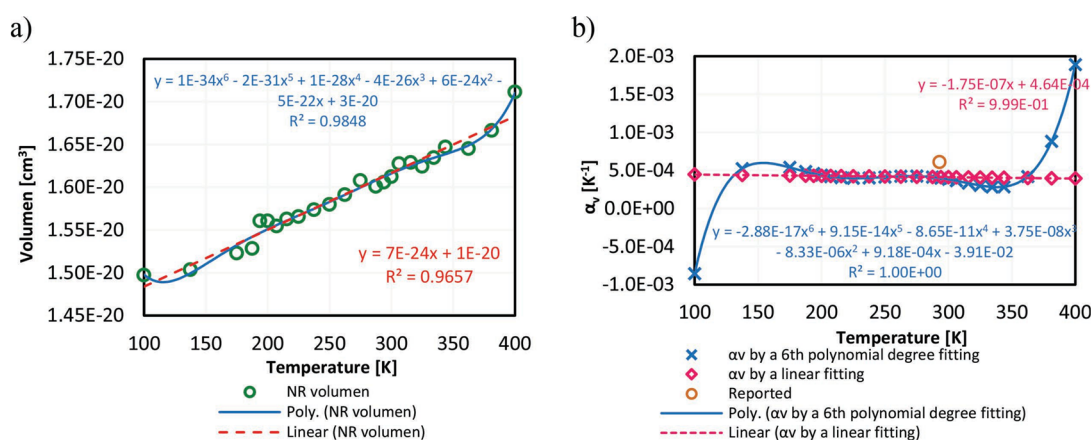 a)
1.75E-20
1.70E-20
1.65E-20
1.60E-20
1.55E-20
1.50E-20
1.45E-20
Volumen [cm³]
y = 1E-34x⁶ - 2E-31x⁵ + 1E-28x⁴ - 4E-26x³ + 6E-24x² -
5E-22x + 3E-20
R² = 0.9848
y = 7E-24x + 1E-20
R² = 0.9657
100 150 200 250 300 350 400
Temperature [K]
NR volumen
Poly. (NR volumen)
Linear (NR volumen)
b)
2.0E-03
1.5E-03
1.0E-03
5.0E-04
0.0E+00
-5.0E-04
-1.0E-03
αv [K⁻¹]
y = -1.75E-07x + 4.64E-04
R² = 9.99E-01
y = -2.88E-17x⁶ + 9.15E-14x⁵ - 8.65E-11x⁴ + 3.75E-08x³
- 8.33E-06x² + 9.18E-04x - 3.91E-02
R² = 1.00E+00
100 150 200 250 300 350 400
Temperature [K]
αv by a 6th polynomial degree fitting
αv by a linear fitting
Reported
Poly. (αv by a 6th polynomial degree fitting)
Linear (αv by a linear fitting)